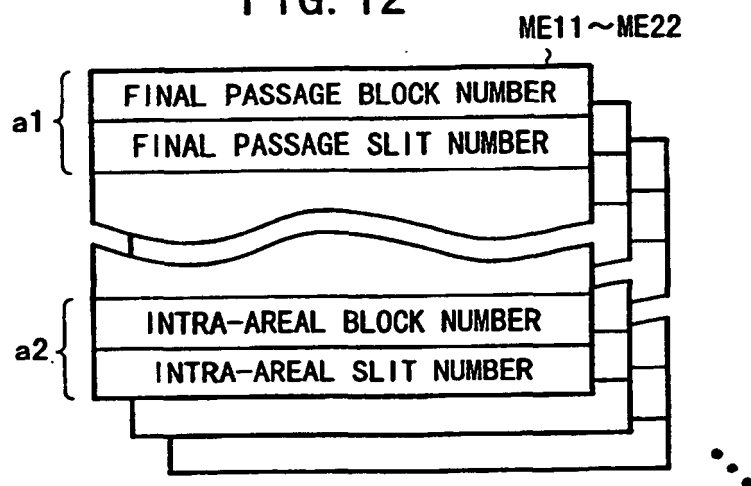 FIG. 12
ME11～ME22
a1
FINAL PASSAGE BLOCK NUMBER
FINAL PASSAGE SLIT NUMBER
a2
INTRA-AREAL BLOCK NUMBER
INTRA-AREAL SLIT NUMBER